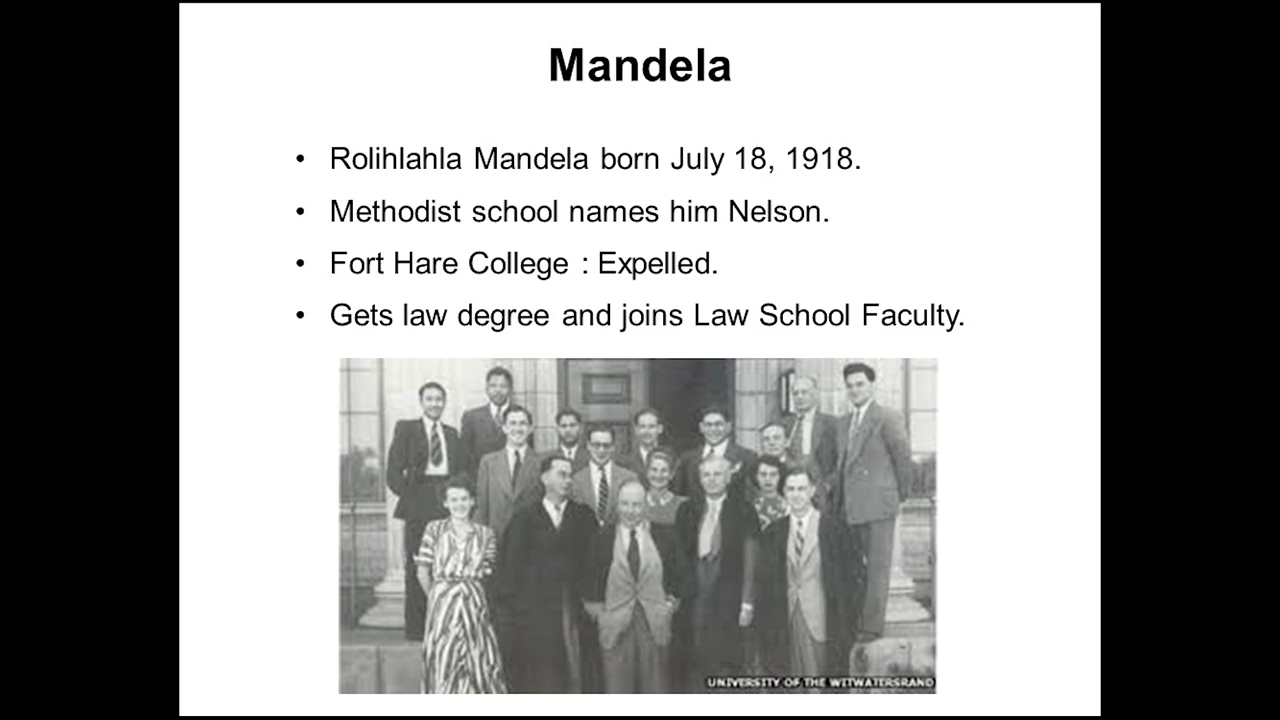 Mandela
• Rolihlahla Mandela born July 18, 1918.
• Methodist school names him Nelson.
• Fort Hare College : Expelled.
• Gets law degree and joins Law School Faculty.
UNIVERSITY OF THE WITWATERSRAND